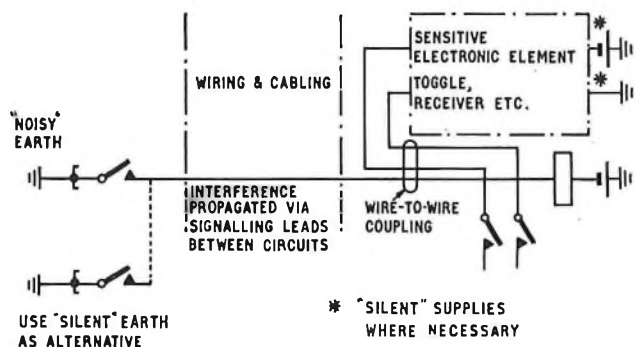 *
SENSITIVE
ELECTRONIC ELEMENT
*
TOGGLE,
RECEIVER ETC.
WIRING & CABLING
"NOISY"
EARTH
INTERFERENCE
PROPAGATED VIA
SIGNALLING LEADS
BETWEEN CIRCUITS
WIRE-TO-WIRE
COUPLING
USE "SILENT" EARTH
AS ALTERNATIVE
* "SILENT" SUPPLIES
WHERE NECESSARY